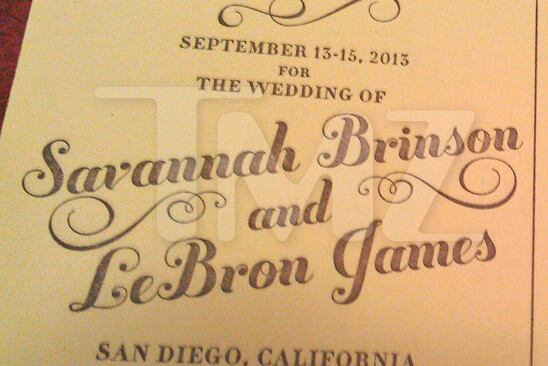 SEPTEMBER 13-15, 2013
FOR
THE WEDDING OF
Savannah Brinson
and
LeBron James
SAN DIEGO, CALIFORNIA
TMZ